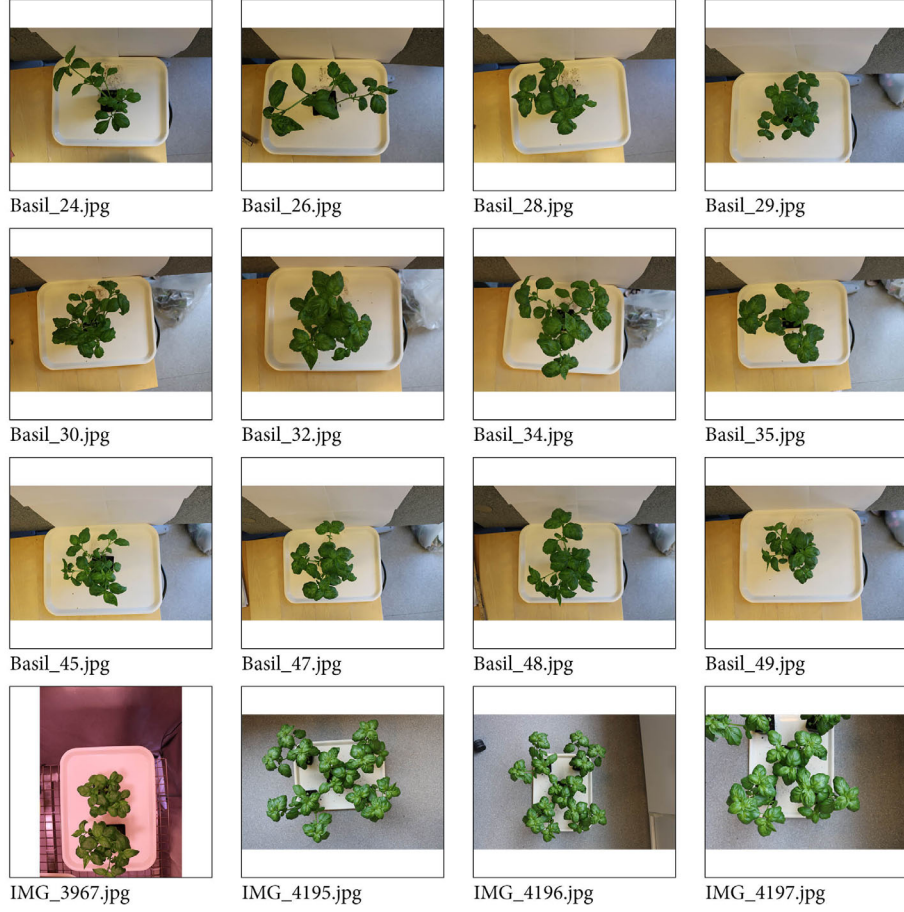 Basil_24.jpg Basil_26.jpg Basil_28.jpg Basil_29.jpg
Basil_30.jpg Basil_32.jpg Basil_34.jpg Basil_35.jpg
Basil_45.jpg Basil_47.jpg Basil_48.jpg Basil_49.jpg
IMG_3967.jpg IMG_4195.jpg IMG_4196.jpg IMG_4197.jpg